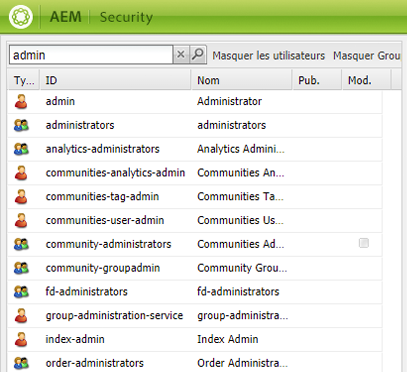 AEM Security
admin Masquer les utilisateurs Masquer Grou
Ty... ID Nom Pub. Mod.
admin Administrator
administrators administrators
analytics-administrators Analytics Admini...
communities-analytics-admin Communities An...
communities-tag-admin Communities Ta...
communities-user-admin Communities Us...
community-administrators Communities Ad...
community-groupadmin Community Grou...
fd-administrators fd-administrators
group-administration-service group-administra...
index-admin Index Admin
order-administrators Order Administra...